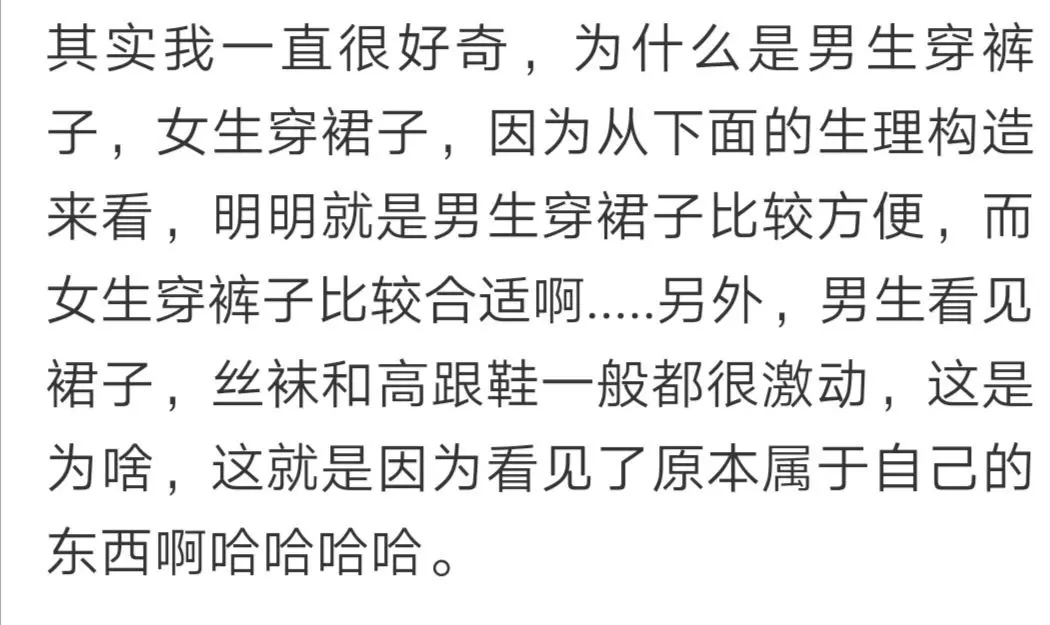 其实我一直很好奇，为什么是男生穿裤
子，女生穿裙子，因为从下面的生理构造
来看，明明就是男生穿裙子比较方便，而
女生穿裤子比较合适啊.....另外，男生看见
裙子，丝袜和高跟鞋一般都很激动，这是
为啥，这就是因为看见了原本属于自己的
东西啊哈哈哈哈。